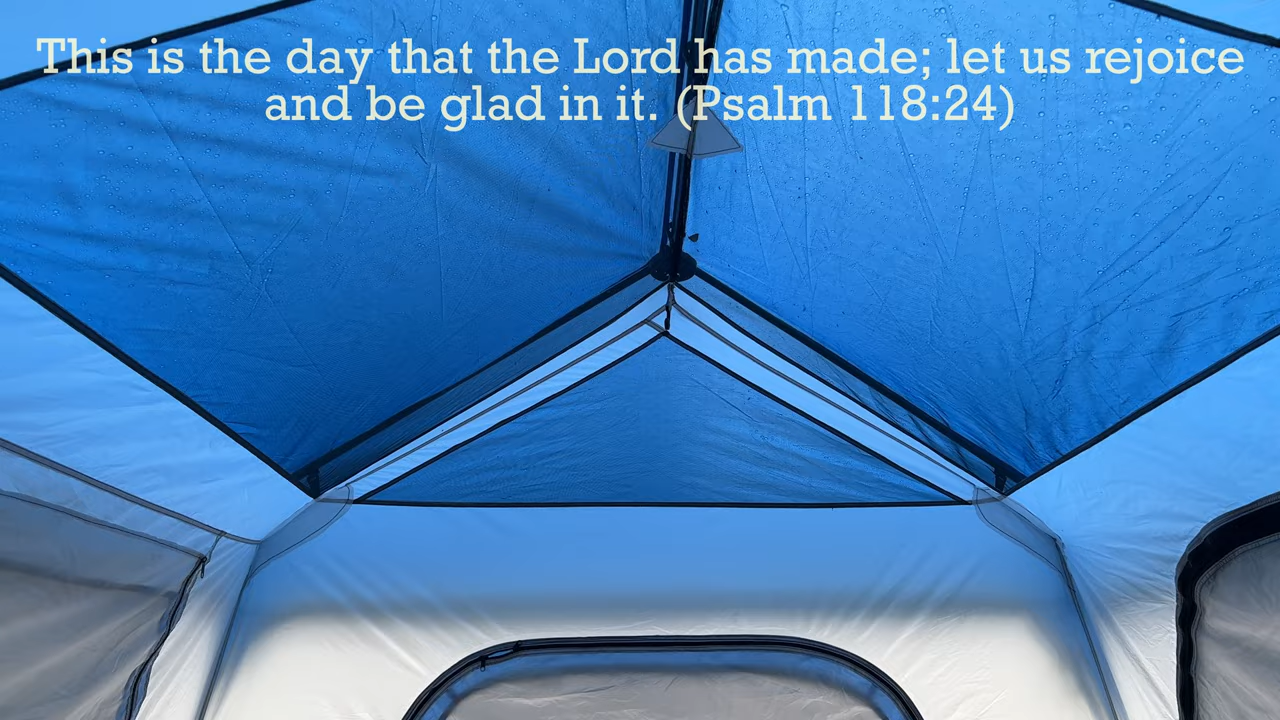 This is the day that the Lord has made; let us rejoice
and be glad in it. (Psalm 118:24)